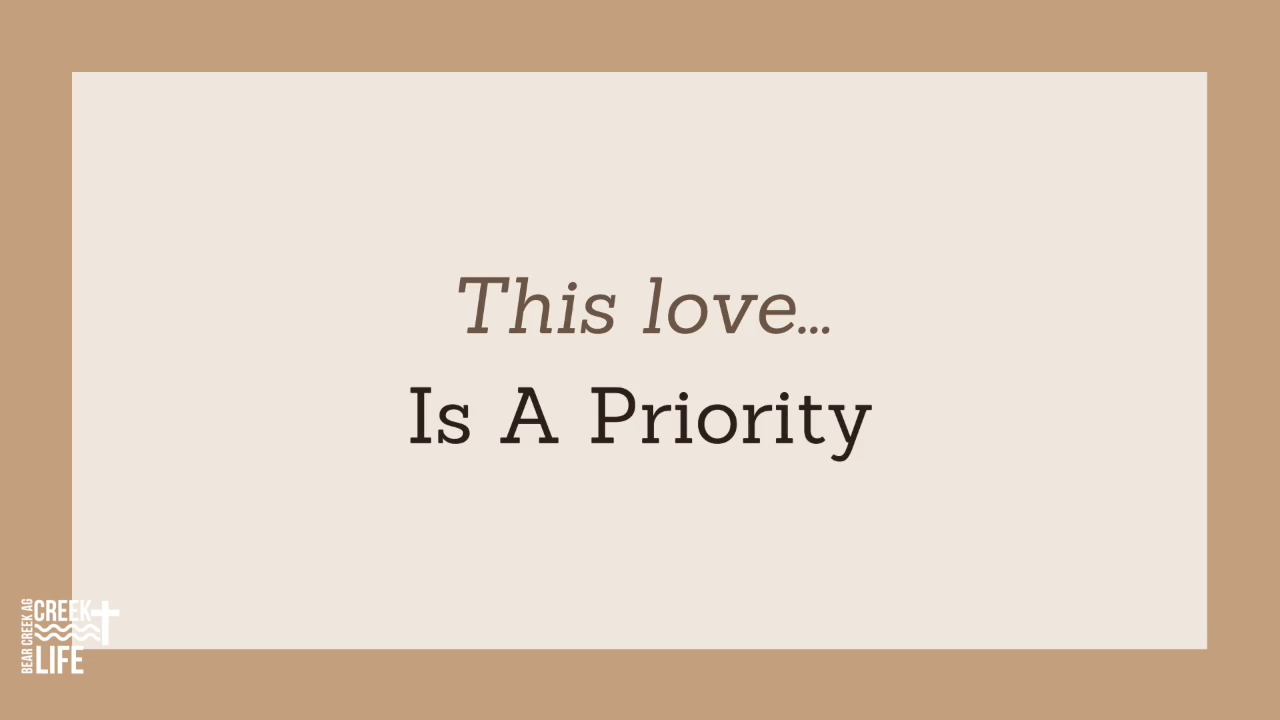 This love...
Is A Priority
BEAR CREEK AG
CREEK
LIFE